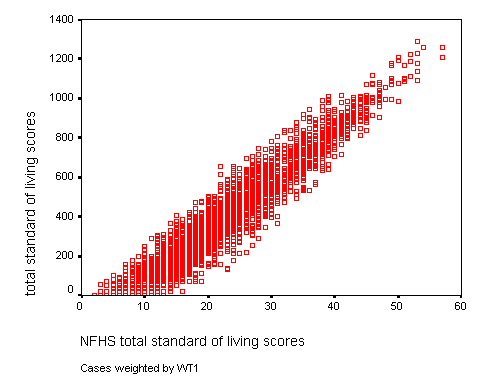 total standard of living scores
1400
1200
1000
800
600
400
200
0
0 10 20 30 40 50 60
NFHS total standard of living scores
Cases weighted by WT1